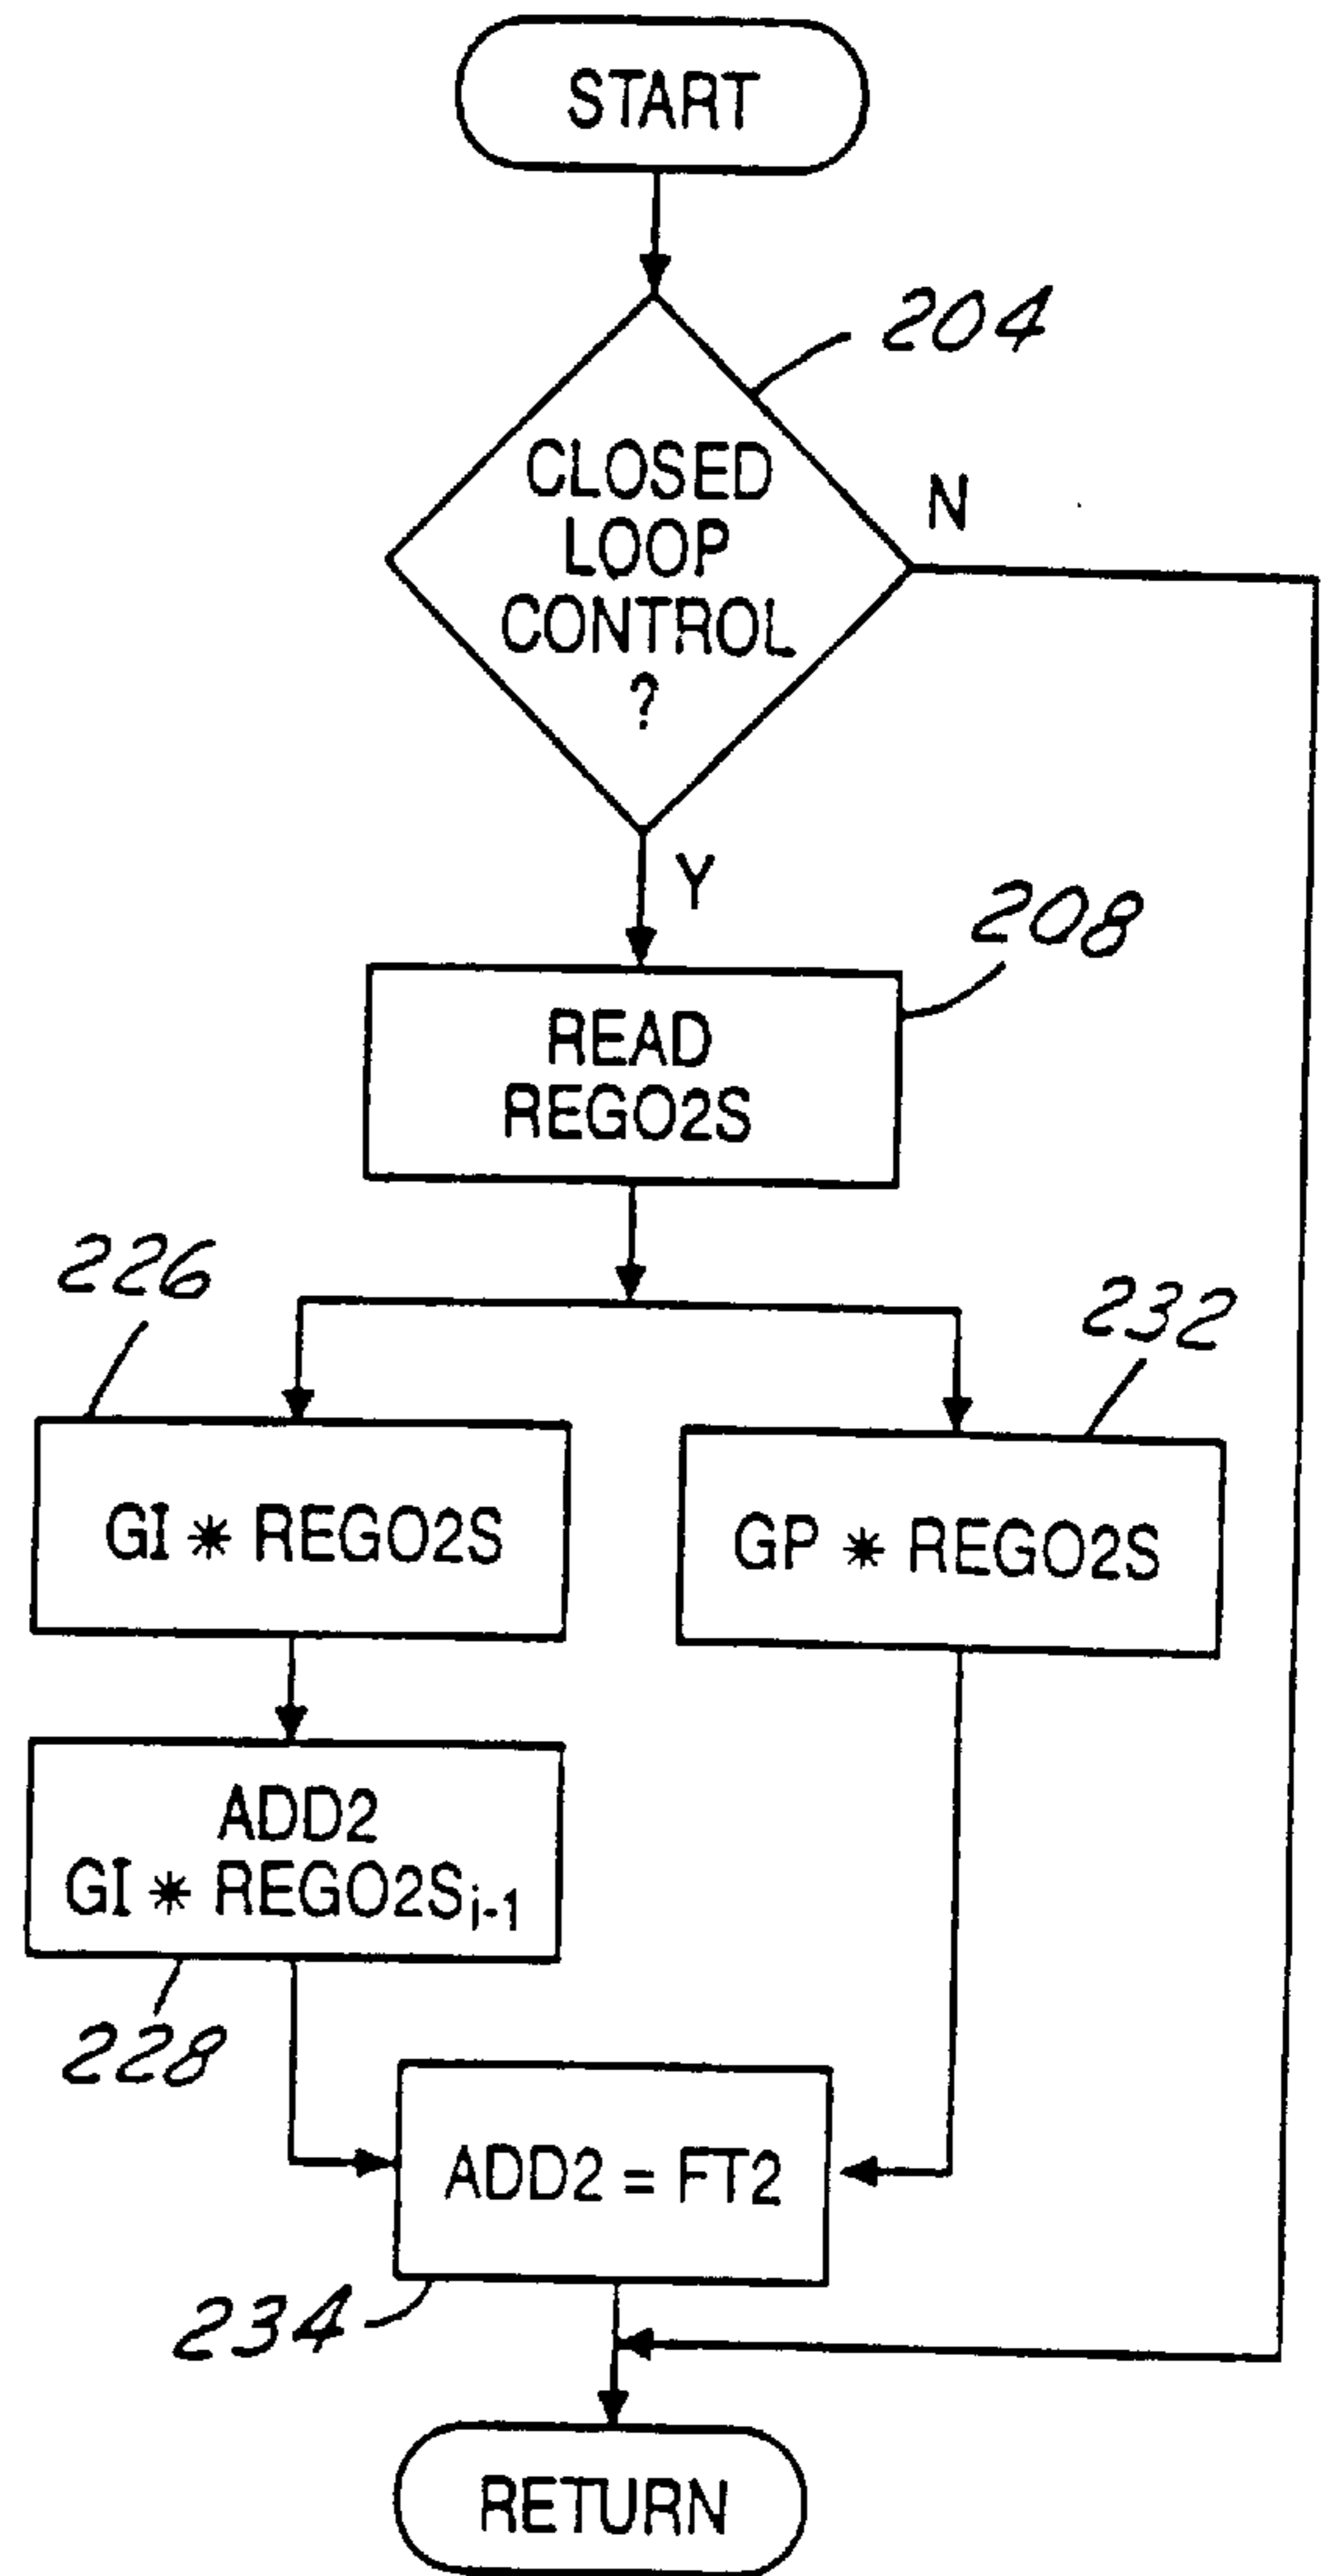 START
204
CLOSED
LOOP
CONTROL
?
N
Y
208
READ
REGO2S
226
232
GI * REGO2S
GP * REGO2S
ADD2
GI * REGO2Si-1
228
ADD2 = FT2
234
RETURN